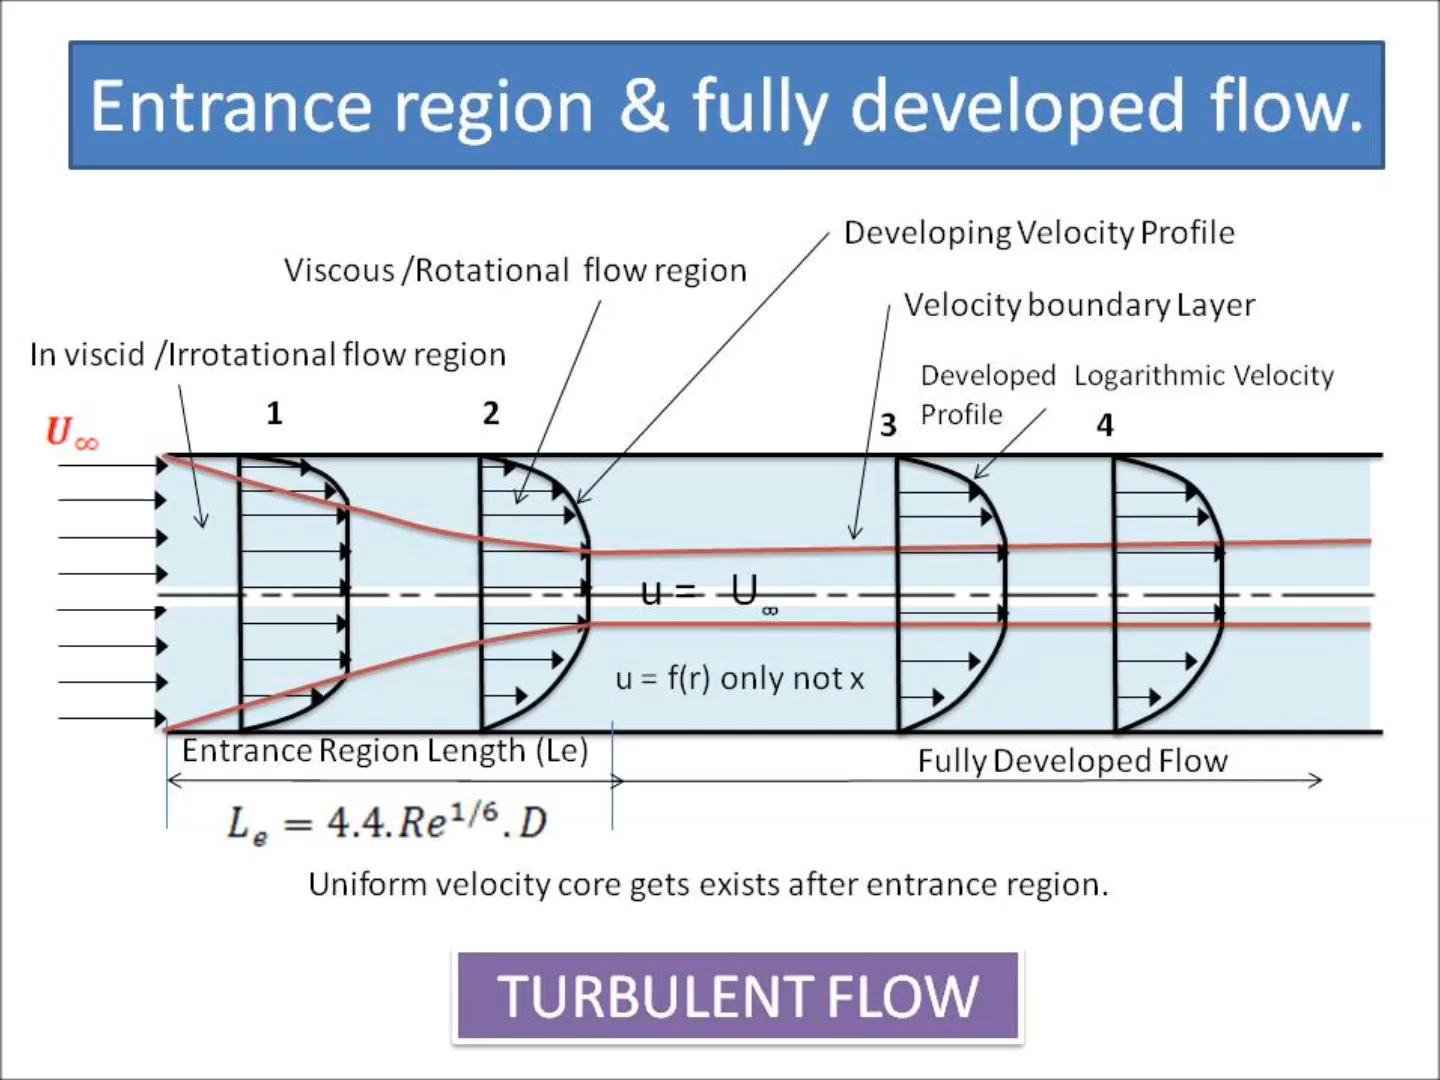 Entrance region & fully developed flow.
Developing Velocity Profile
Viscous /Rotational flow region
Velocity boundary Layer
In viscid /Irrotational flow region
Developed Logarithmic Velocity
Profile
1
2
3
4
U∞
u = U∞
u = f(r) only not x
Entrance Region Length (Le)
Fully Developed Flow
Lₑ = 4.4.Re^1/6.D
Uniform velocity core gets exists after entrance region.
TURBULENT FLOW